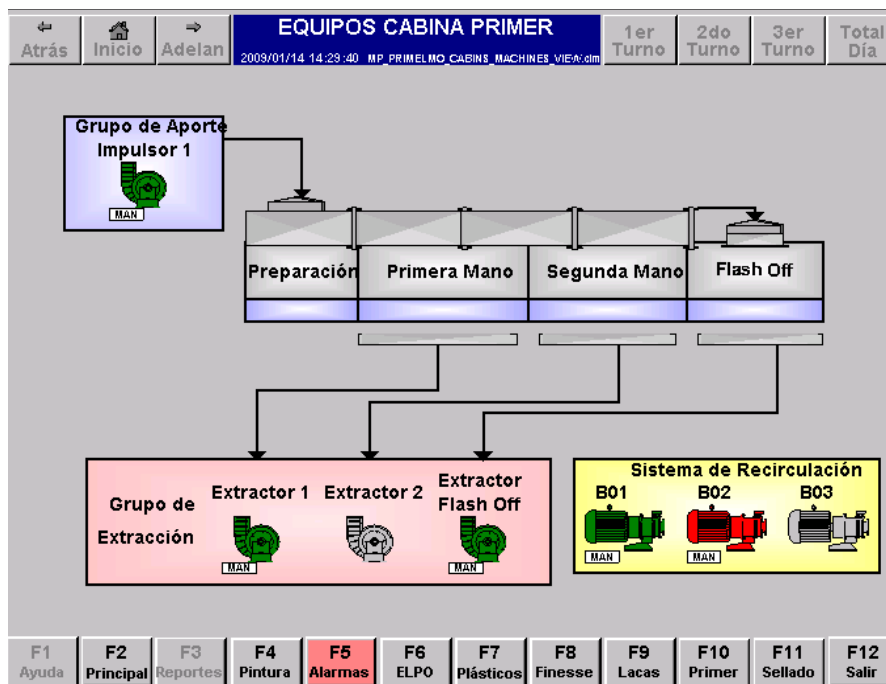 Atrás
Inicio
Adelan
EQUIPOS CABINA PRIMER
2009/01/14 14:29:40 MP_PRIMELMO_CABINS_MACHINES_VIEW.cim
1er
Turno
2do
Turno
3er
Turno
Total
Día
Grupo de Aporte
Impulsor 1
MAN
Preparación
Primera Mano
Segunda Mano
Flash Off
Grupo de
Extracción
Extractor 1
MAN
Extractor 2
Extractor
Flash Off
MAN
Sistema de Recirculación
B01
MAN
B02
MAN
B03
F1
Ayuda
F2
Principal
F3
Reportes
F4
Pintura
F5
Alarmas
F6
ELPO
F7
Plásticos
F8
Finesse
F9
Lacas
F10
Primer
F11
Sellado
F12
Salir